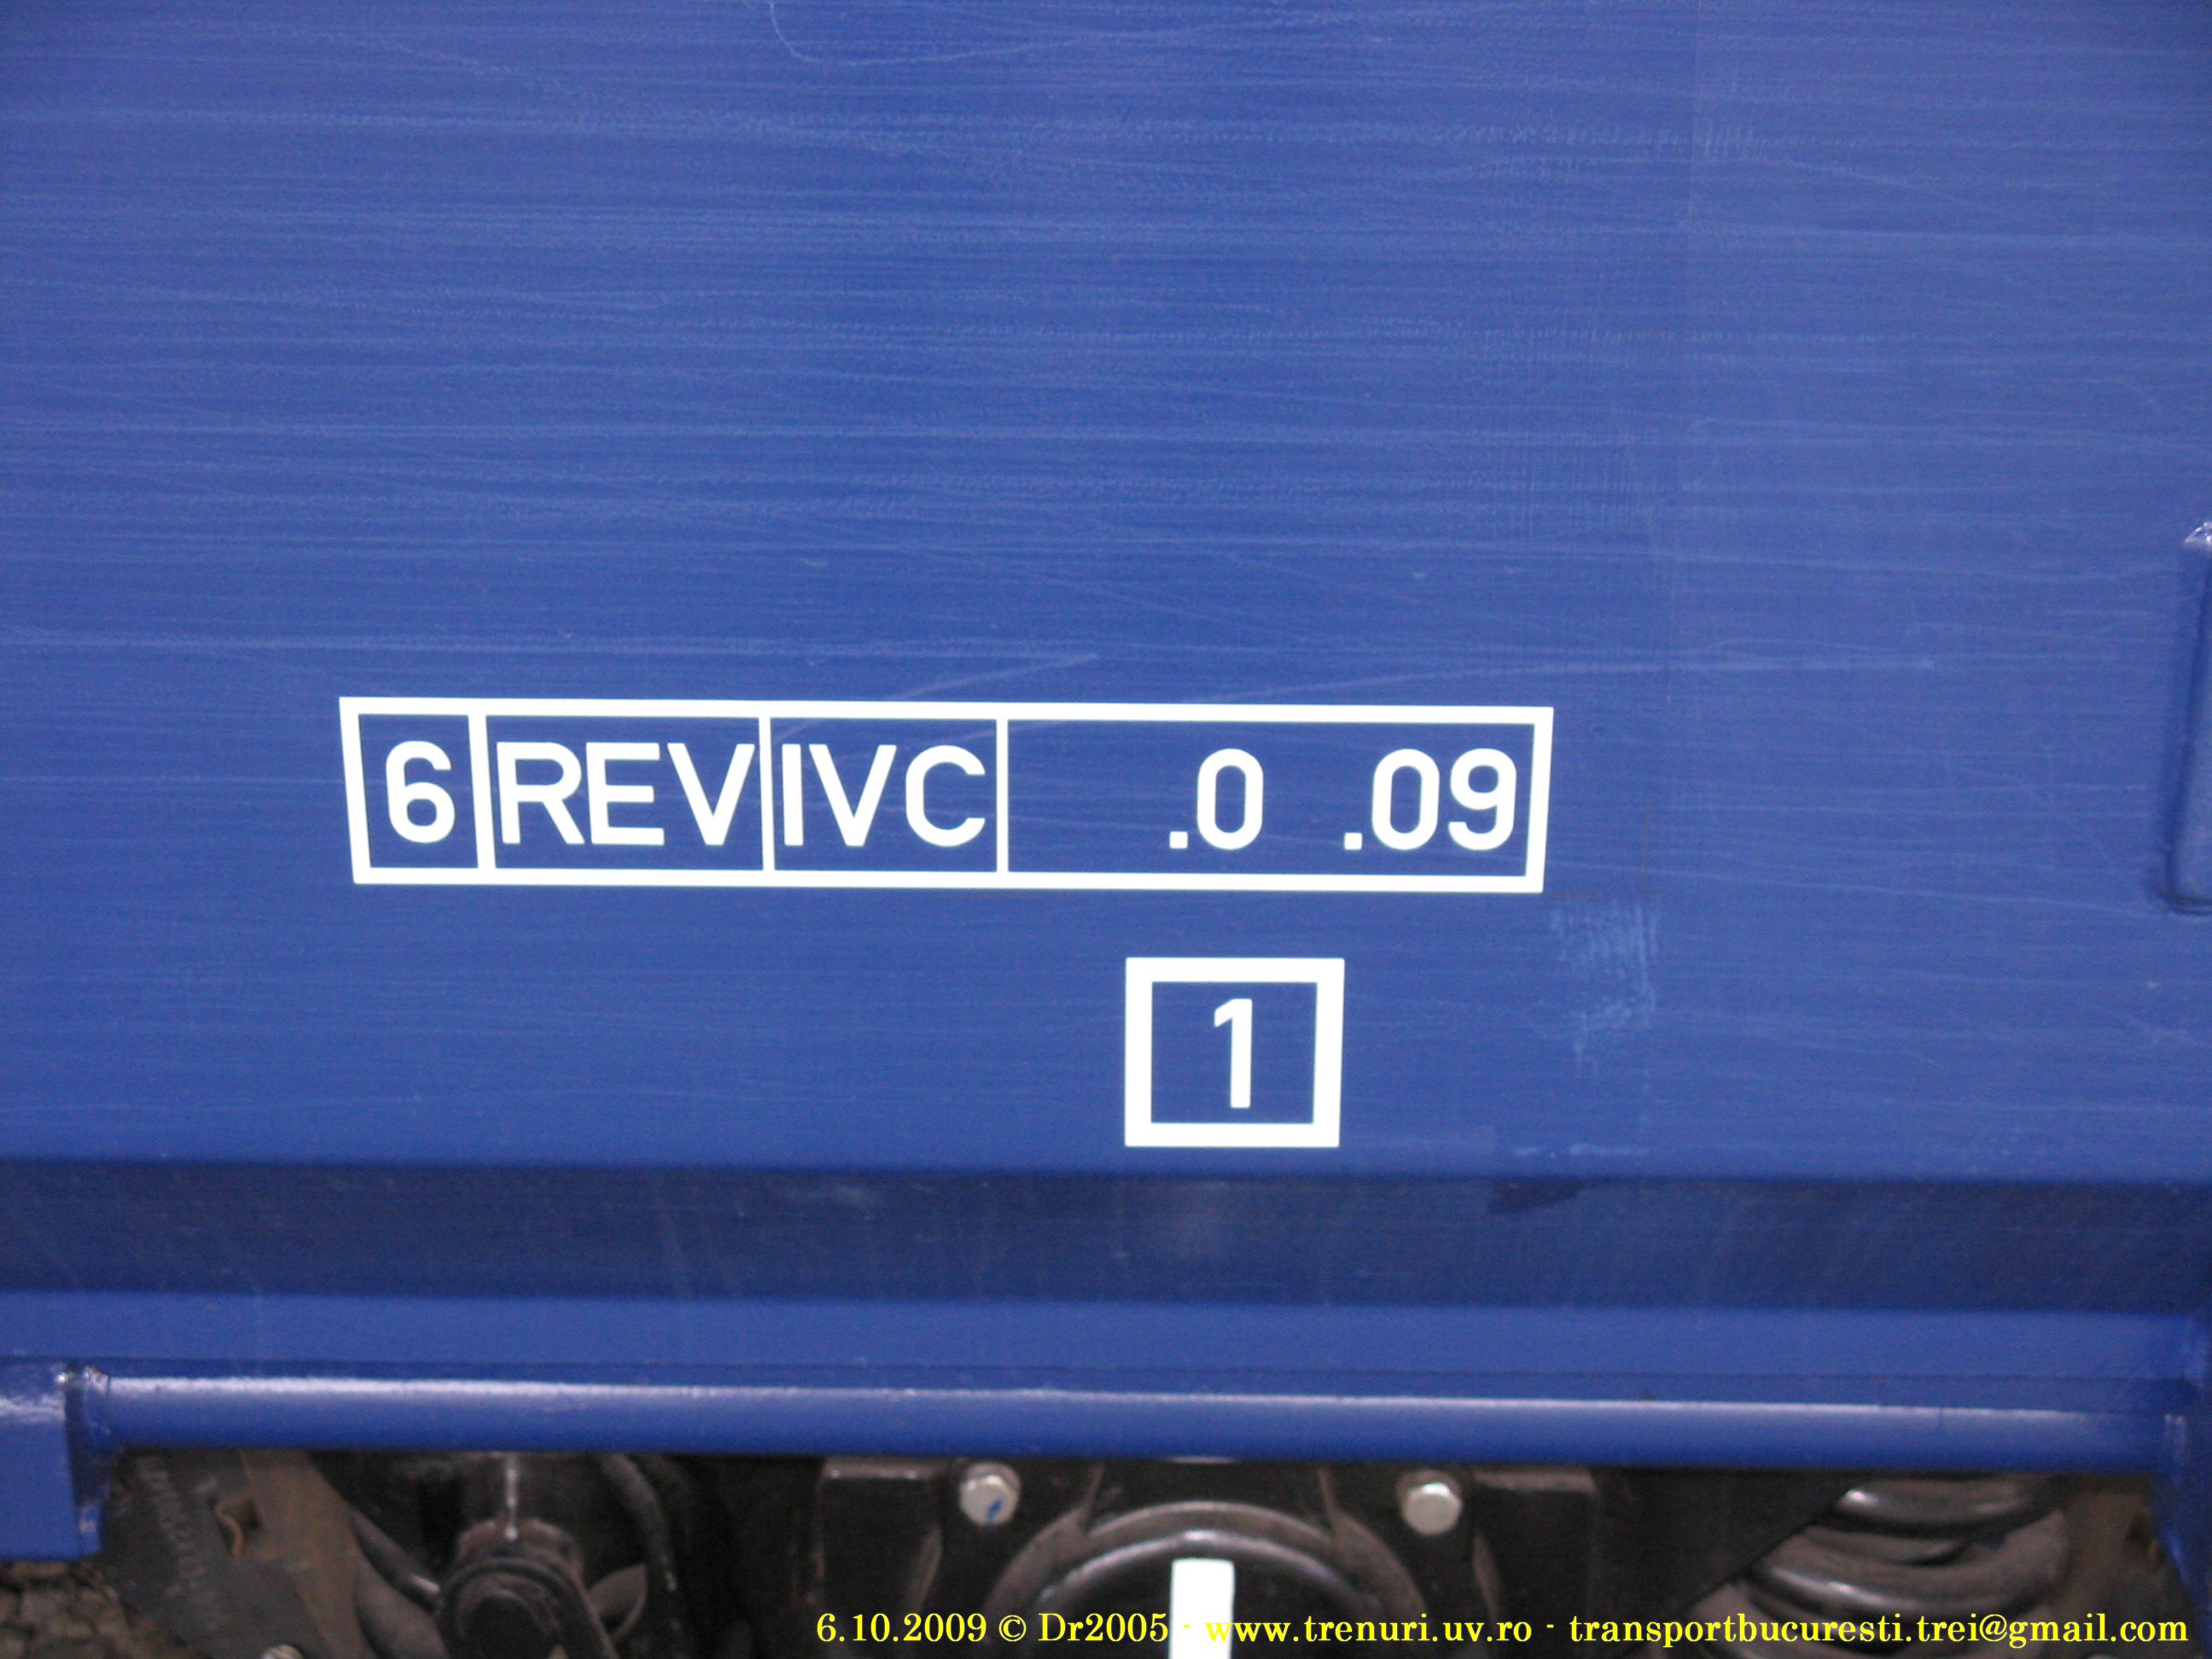 6 REV IVC .0 .09
1
6.10.2009 © Dr2005 - www.trenuri.uv.ro - transportbucuresti.trei@gmail.com